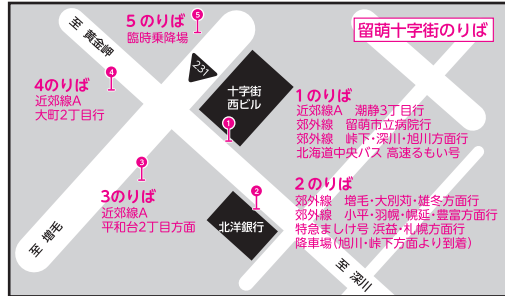 留萌十字街のりば
至 黄金岬
5
5のりば
臨時乗降場
231
4
4のりば
近郊線A
大町2丁目行
十字街
西ビル
1
1のりば
近郊線A 潮静3丁目行
郊外線 留萌市立病院行
郊外線 峠下・深川・旭川方面行
北海道中央バス 高速るもい号
3
3のりば
近郊線A
平和台2丁目方面
2
2のりば
郊外線 増毛・大別苅・雄冬方面行
郊外線 小平・羽幌・幌延・豊富方面行
特急ましけ号 浜益・札幌方面行
降車場(旭川・峠下方面より到着)
北洋銀行
至 増毛
至 深川